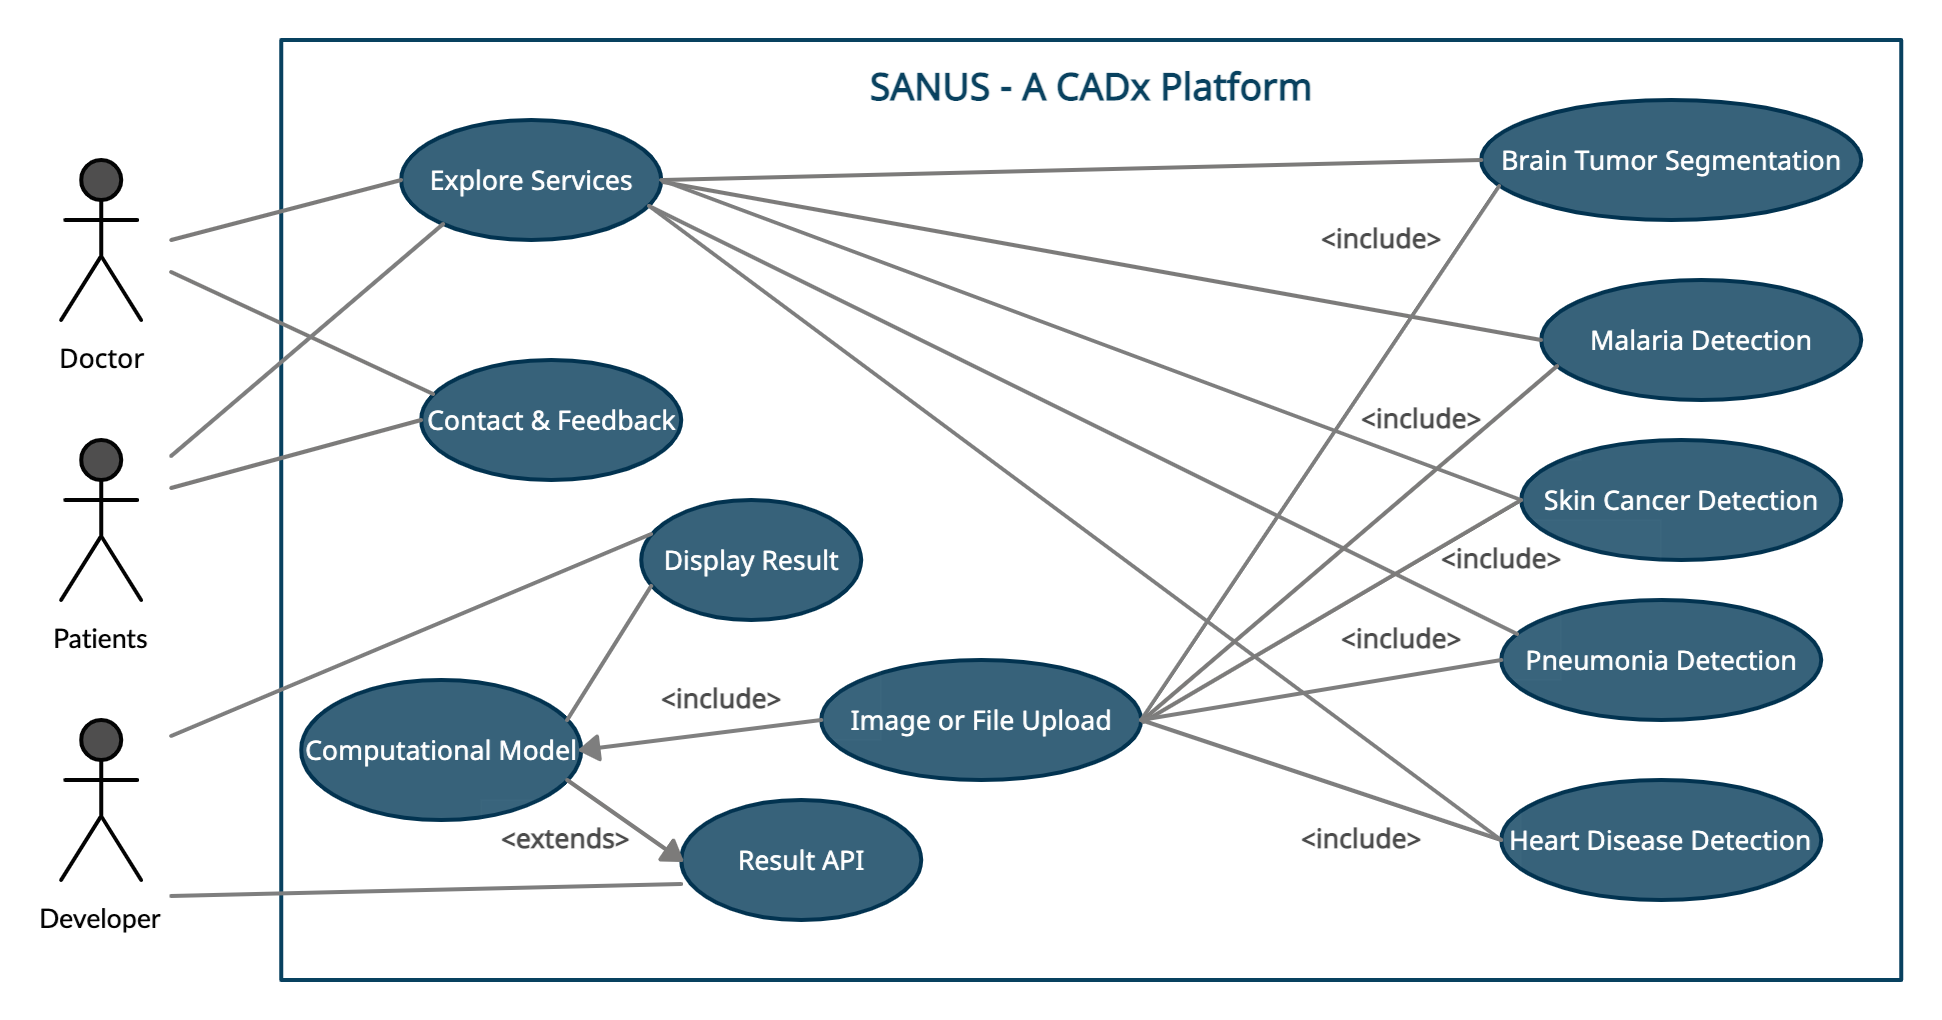 SANUS - A CADx Platform
Explore Services
Brain Tumor Segmentation
<include>
Doctor
Malaria Detection
Contact & Feedback
<include>
Skin Cancer Detection
Display Result
<include>
Patients
<include>
Pneumonia Detection
<include>
Image or File Upload
Computational Model
<extends>
Result API
<include>
Heart Disease Detection
Developer